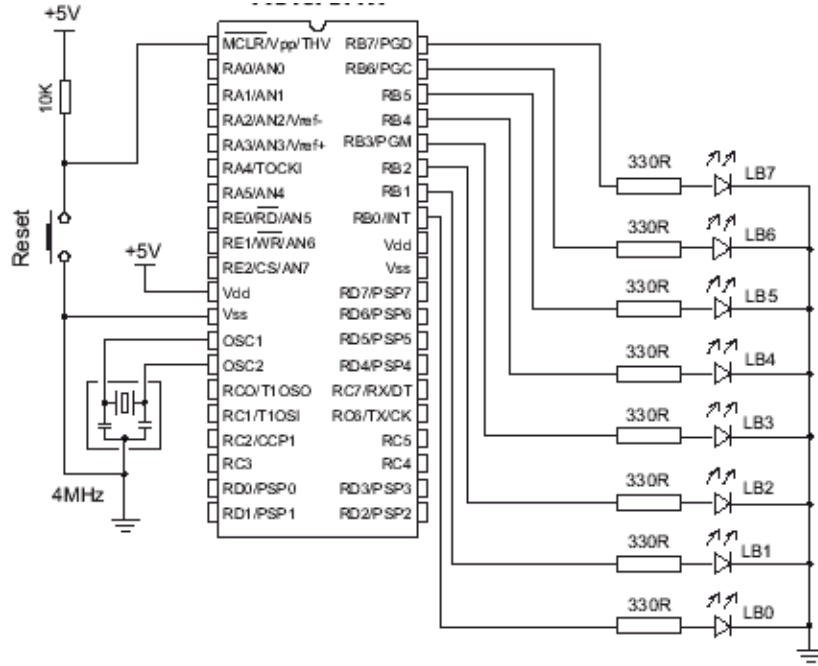 +5V
10K
Reset
+5V
4MHz
MCLR/Vpp/THV
RA0/AN0
RA1/AN1
RA2/AN2/Vref-
RA3/AN3/Vref+
RA4/TOCKI
RA5/AN4
RE0/RD/AN5
RE1/WR/AN6
RE2/CS/AN7
Vdd
Vss
OSC1
OSC2
RCO/T1OSO
RC1/T1OSI
RC2/CCP1
RC3
RD0/PSP0
RD1/PSP1
RB7/PGD
RB6/PGC
RB5
RB4
RB3/PGM
RB2
RB1
RB0/INT
Vdd
Vss
RD7/PSP7
RD6/PSP6
RD5/PSP5
RD4/PSP4
RC7/RX/DT
RC6/TX/CK
RC5
RC4
RD3/PSP3
RD2/PSP2
330R LB7
330R LB6
330R LB5
330R LB4
330R LB3
330R LB2
330R LB1
330R LB0